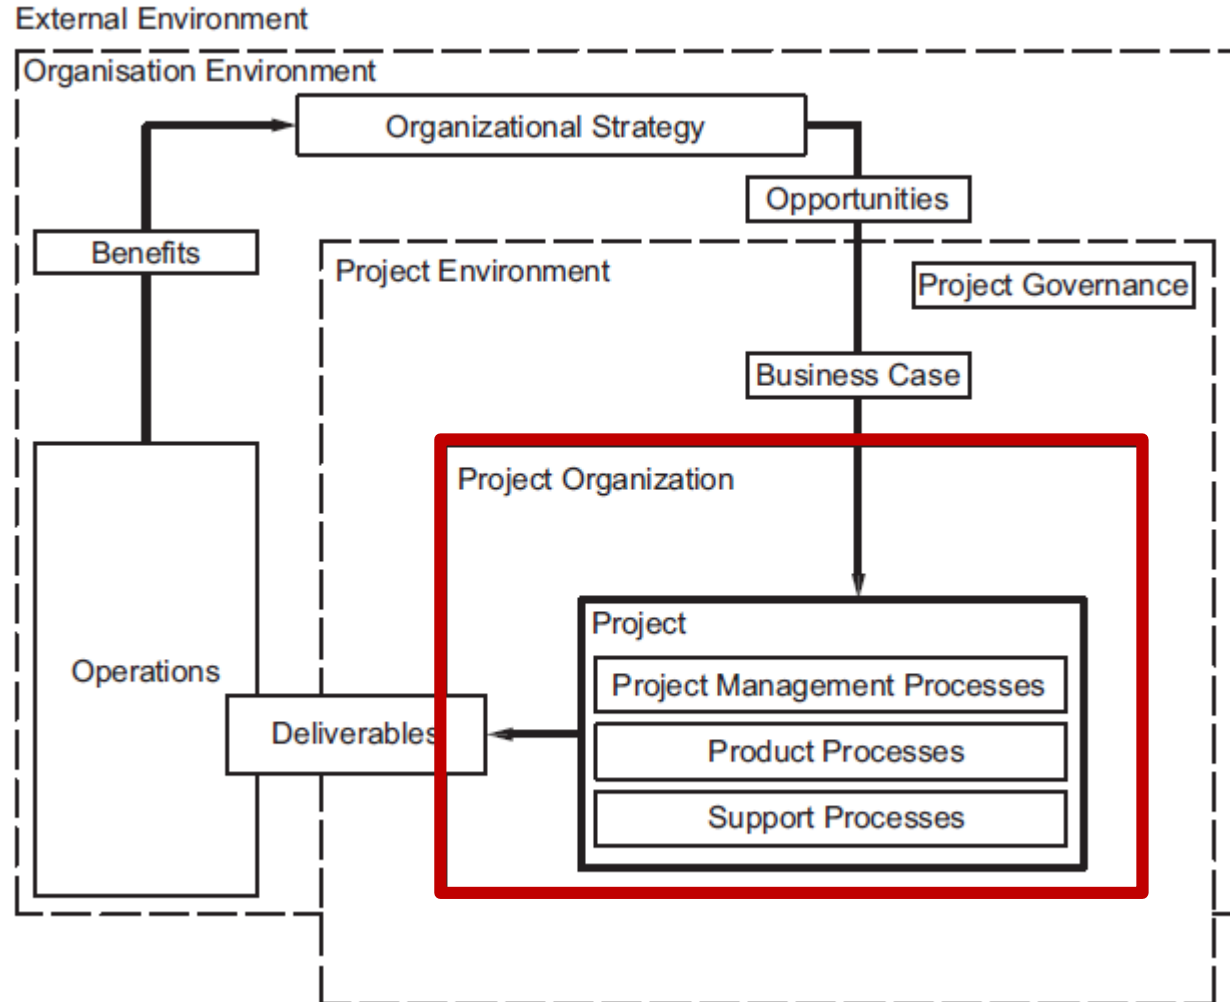 External Environment
Organisation Environment
Organizational Strategy
Opportunities
Benefits
Project Environment
Project Governance
Business Case
Project Organization
Project
Operations
Project Management Processes
Deliverables
Product Processes
Support Processes